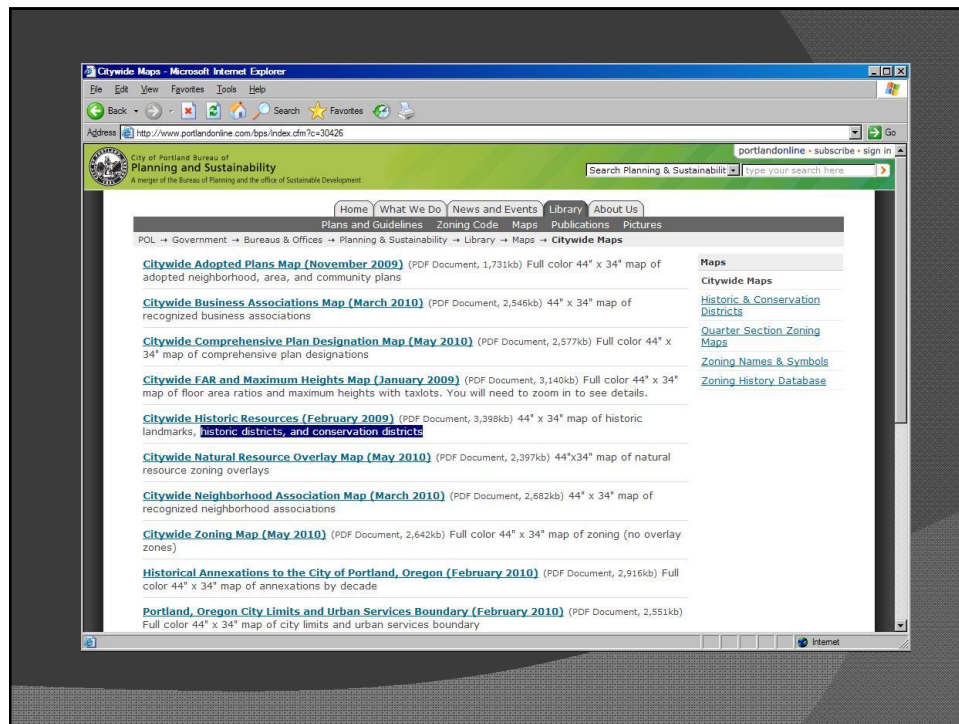 Citywide Maps - Microsoft Internet Explorer
File Edit View Favorites Tools Help
Back Search Favorites
Address http://www.portlandonline.com/bps/index.cfm?c=30426 Go
portlandonline • subscribe • sign in
City of Portland Bureau of
Planning and Sustainability
A merger of the Bureau of Planning and the office of Sustainable Development
Search Planning & Sustainabilit type your search here
Home What We Do News and Events Library About Us
Plans and Guidelines Zoning Code Maps Publications Pictures
POL → Government → Bureaus & Offices → Planning & Sustainability → Library → Maps → Citywide Maps
Citywide Adopted Plans Map (November 2009) (PDF Document, 1,731kb) Full color 44" x 34" map of
adopted neighborhood, area, and community plans
Citywide Business Associations Map (March 2010) (PDF Document, 2,546kb) 44" x 34" map of
recognized business associations
Citywide Comprehensive Plan Designation Map (May 2010) (PDF Document, 2,577kb) Full color 44" x
34" map of comprehensive plan designations
Citywide FAR and Maximum Heights Map (January 2009) (PDF Document, 3,140kb) Full color 44" x 34"
map of floor area ratios and maximum heights with taxlots. You will need to zoom in to see details.
Citywide Historic Resources (February 2009) (PDF Document, 3,398kb) 44" x 34" map of historic
landmarks, historic districts, and conservation districts
Citywide Natural Resource Overlay Map (May 2010) (PDF Document, 2,397kb) 44"x34" map of natural
resource zoning overlays
Citywide Neighborhood Association Map (March 2010) (PDF Document, 2,682kb) 44" x 34" map of
recognized neighborhood associations
Citywide Zoning Map (May 2010) (PDF Document, 2,642kb) Full color 44" x 34" map of zoning (no overlay
zones)
Historical Annexations to the City of Portland, Oregon (February 2010) (PDF Document, 2,916kb) Full
color 44" x 34" map of annexations by decade
Portland, Oregon City Limits and Urban Services Boundary (February 2010) (PDF Document, 2,551kb)
Full color 44" x 34" map of city limits and urban services boundary
Maps
Citywide Maps
Historic & Conservation
Districts
Quarter Section Zoning
Maps
Zoning Names & Symbols
Zoning History Database
Internet